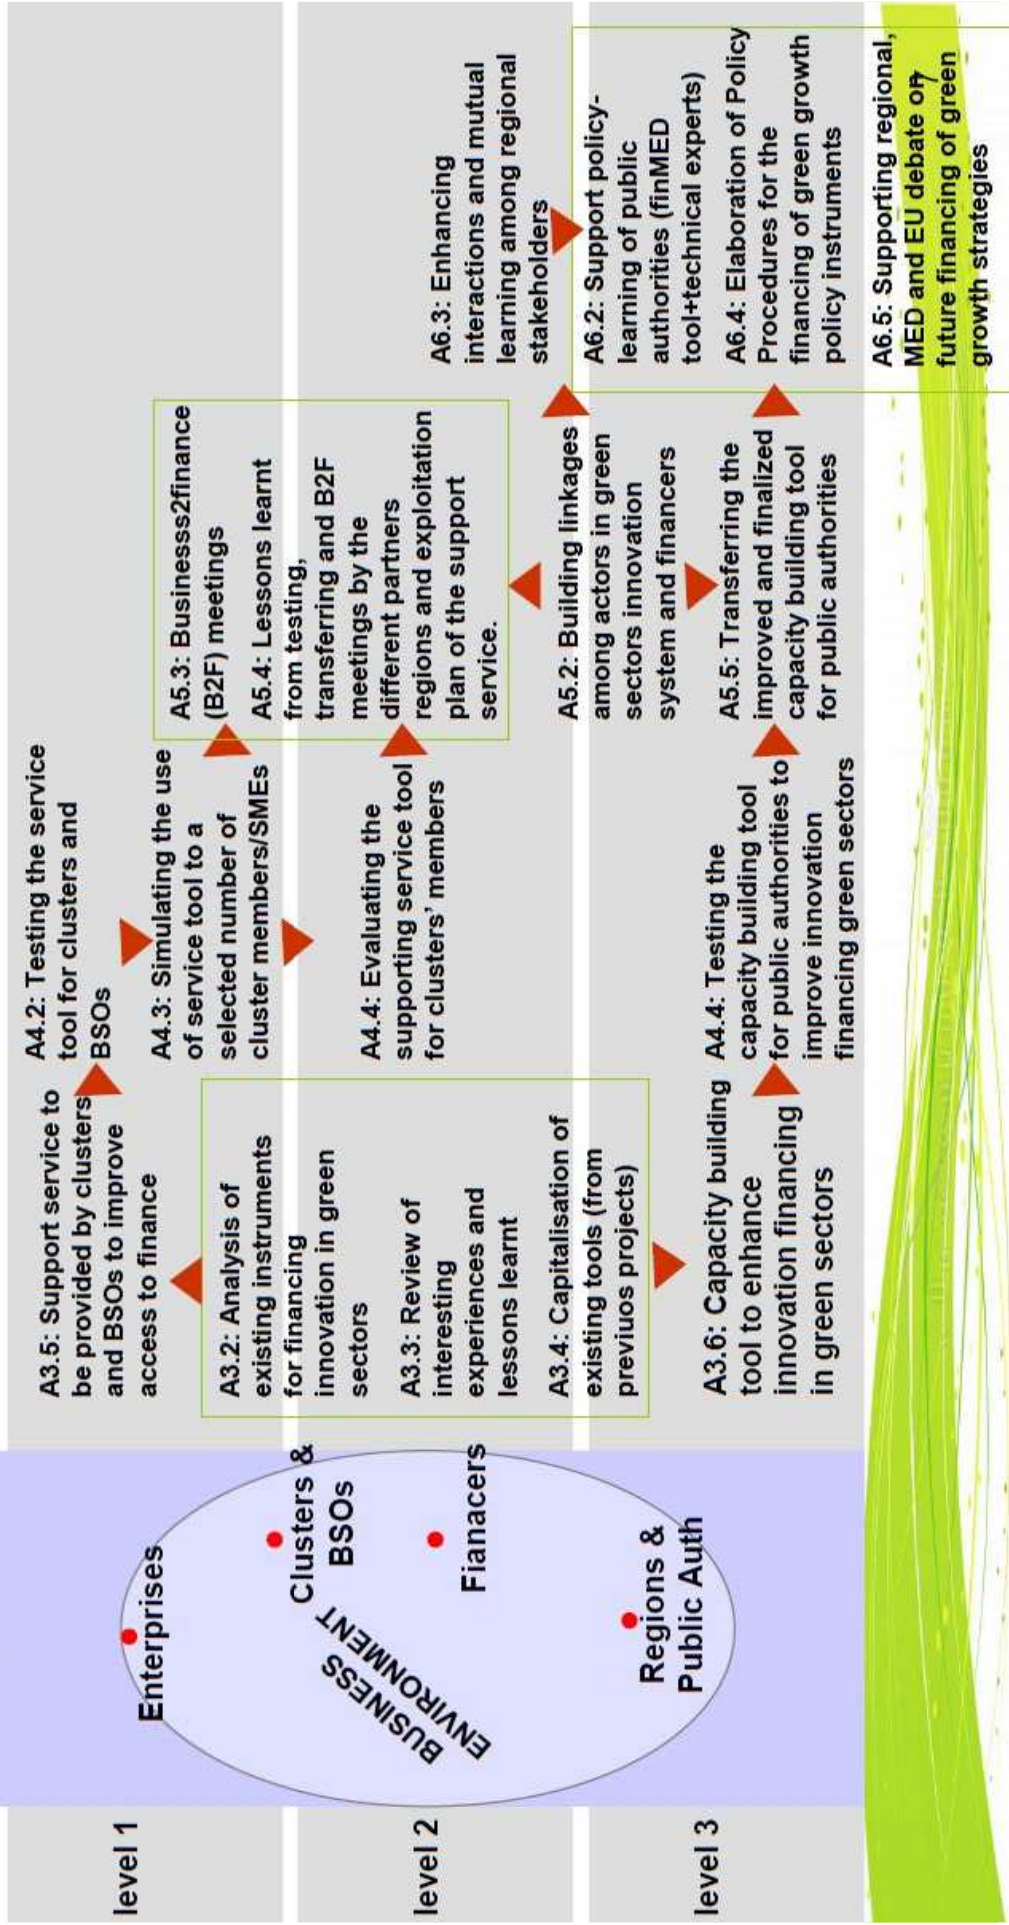 level 1
level 2
level 3
Enterprises
Clusters &
BSOs
Fianacers
BUSINESS
ENVIRONMENT
Regions &
Public Auth
A3.5: Support service to
be provided by clusters
and BSOs to improve
access to finance
A3.2: Analysis of
existing instruments
for financing
innovation in green
sectors
A3.3: Review of
interesting
experiences and
lessons learnt
A3.4: Capitalisation of
existing tools (from
previuos projects)
A3.6: Capacity building
tool to enhance
innovation financing
in green sectors
A4.2: Testing the service
tool for clusters and
BSOs
A4.3: Simulating the use
of service tool to a
selected number of
cluster members/SMEs
A4.4: Evaluating the
supporting service tool
for clusters' members
A4.4: Testing the
capacity building tool
for public authorities to
improve innovation
financing green sectors
A5.3: Businesss2finance
(B2F) meetings
A5.4: Lessons learnt
from testing,
transferring and B2F
meetings by the
different partners
regions and exploitation
plan of the support
service.
A5.2: Building linkages
among actors in green
sectors innovation
system and financers
A5.5: Transferring the
improved and finalized
capacity building tool
for public authorities
A6.3: Enhancing
interactions and mutual
learning among regional
stakeholders
A6.2: Support policy-
learning of public
authorities (finMED
tool+technical experts)
A6.4: Elaboration of Policy
Procedures for the
financing of green growth
policy instruments
A6.5: Supporting regional,
MED and EU debate on
future financing of green
growth strategies
7